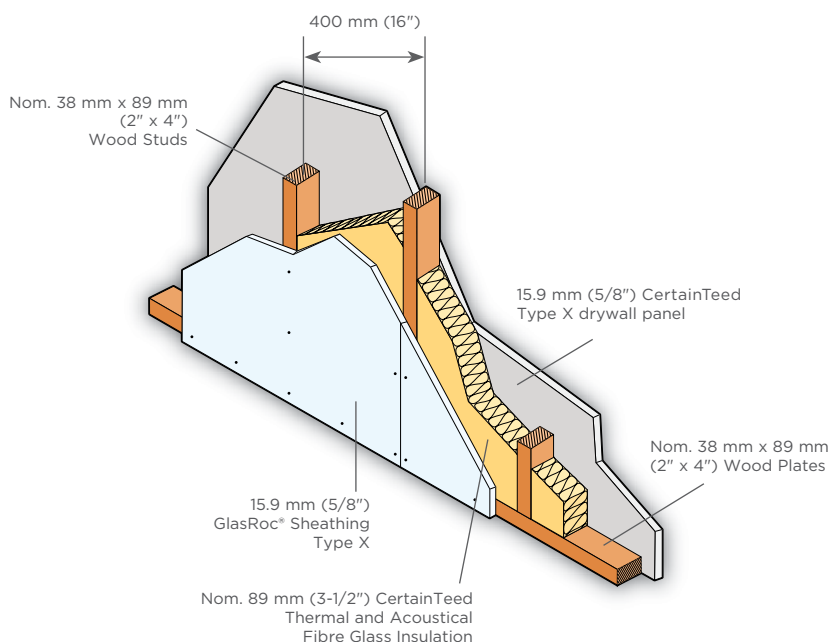 400 mm (16")
Nom. 38 mm x 89 mm
(2" x 4")
Wood Studs
15.9 mm (5/8") CertainTeed
Type X drywall panel
Nom. 38 mm x 89 mm
(2" x 4") Wood Plates
15.9 mm (5/8")
GlasRoc® Sheathing
Type X
Nom. 89 mm (3-1/2") CertainTeed
Thermal and Acoustical
Fibre Glass Insulation